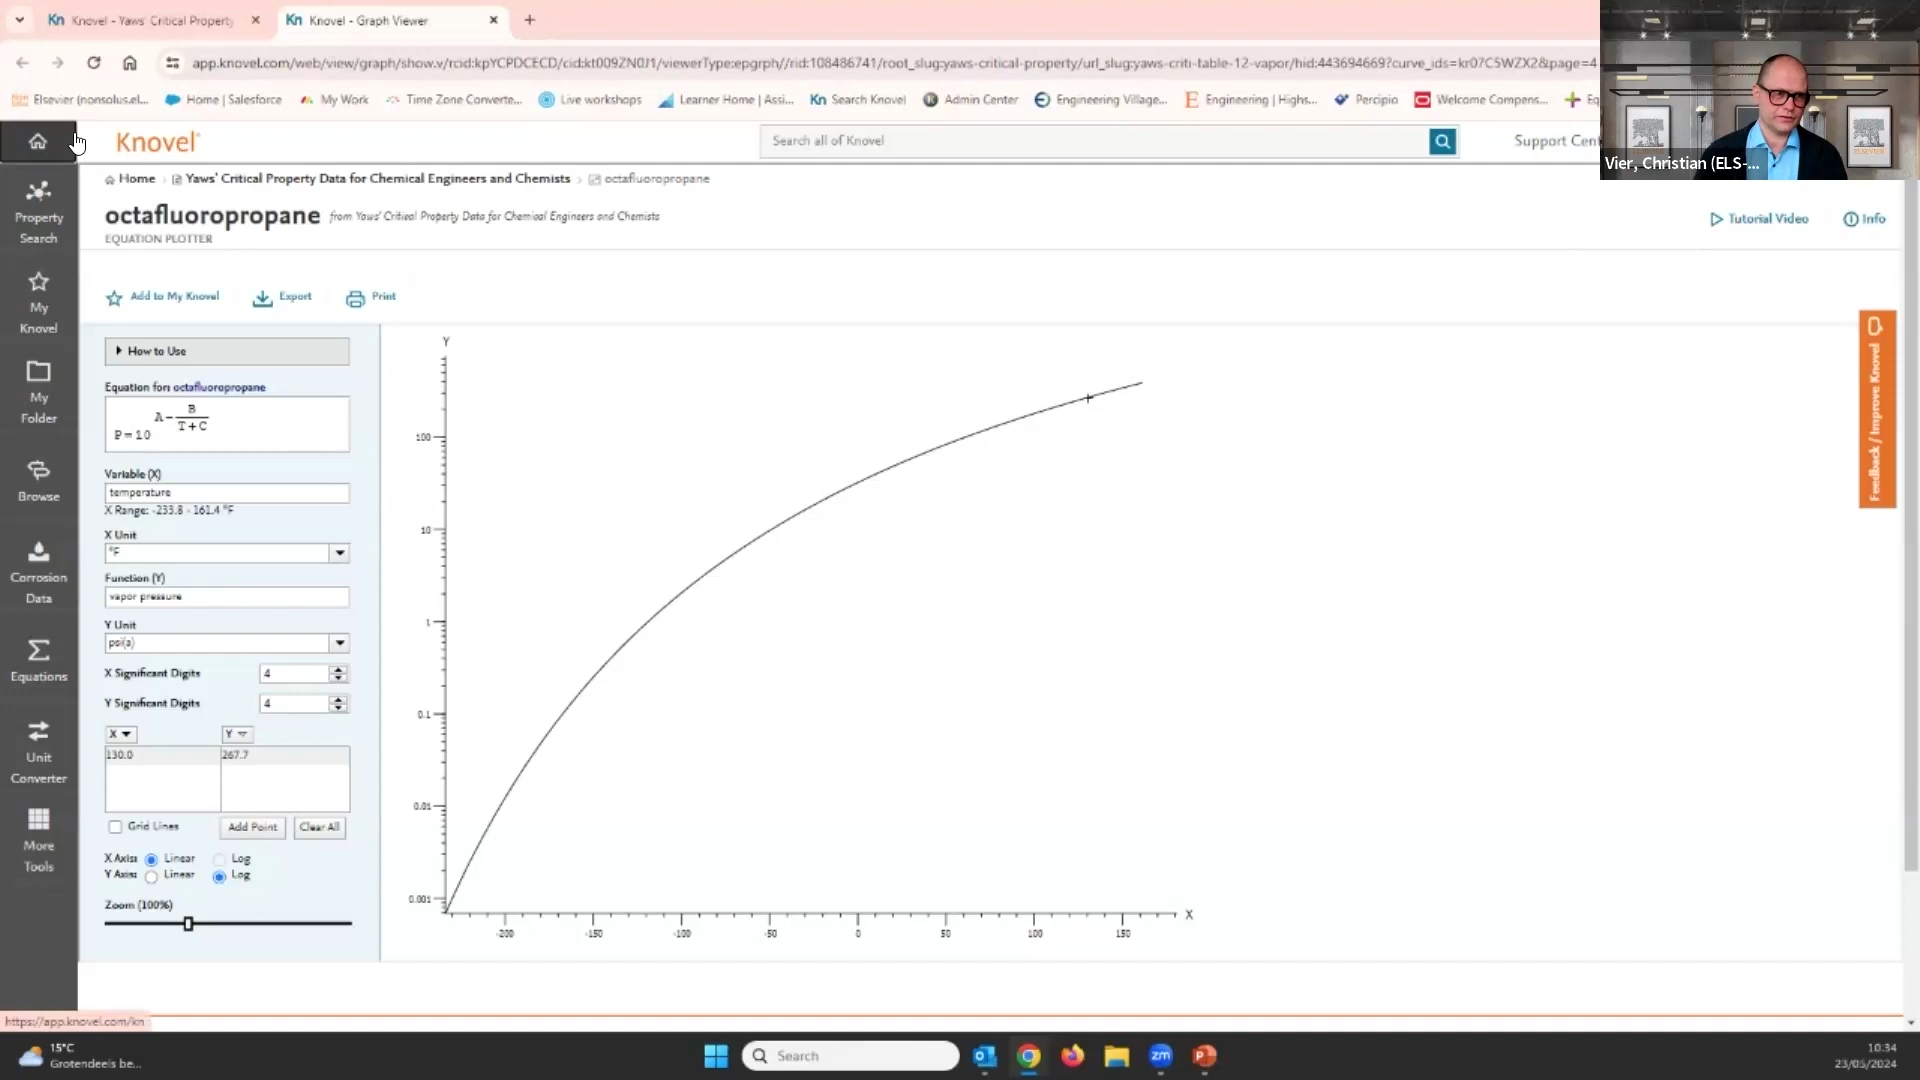 Knovel - Yaws' Critical Property
Knovel - Graph Viewer
app.knovel.com/web/view/graph/show.v/rcid:kpYCPDCECD/cid:kt009ZN0J1/viewerType:epgrph//rid:108486741/root_slug:yaws-critical-property/url_slug:yaws-criti-table-12-vapor/hid:443694669?curve_ids=kr07C5WZX2&page=4
Elsevier (nonsolus.el...
Home | Salesforce
My Work
Time Zone Converte...
Live workshops
Learner Home | Assi...
Kn Search Knovel
Admin Center
Engineering Village...
Engineering | Highs...
Percipio
Welcome Compens...
Eq
Knovel
Search all of Knovel
Support Cent
Vier, Christian (ELS-...
Home
Yaws' Critical Property Data for Chemical Engineers and Chemists
octafluoropropane
octafluoropropane
from Yaws' Critical Property Data for Chemical Engineers and Chemists
EQUATION PLOTTER
Tutorial Video
Info
Add to My Knovel
Export
Print
Property
Search
My
Knovel
My
Folder
Browse
Corrosion
Data
Equations
Unit
Converter
More
Tools
How to Use
Equation for: octafluoropropane
P=10 A- B
T+C
Variable (X)
temperature
X Range: -233.8 - 161.4 °F
X Unit
°F
Function (Y)
vapor pressure
Y Unit
psi(a)
X Significant Digits 4
Y Significant Digits 4
X Y
130.0 267.7
Grid Lines
Add Point
Clear All
X Axis: Linear Log
Y Axis: Linear Log
Zoom (100%)
Y
100
10
1
0.1
0.01
0.001
-200 -150 -100 -50 0 50 100 150
X
Feedback / Improve Knovel
https://app.knovel.com/kn
15°C
Grotendeels be...
Search
10:34
23/05/2024